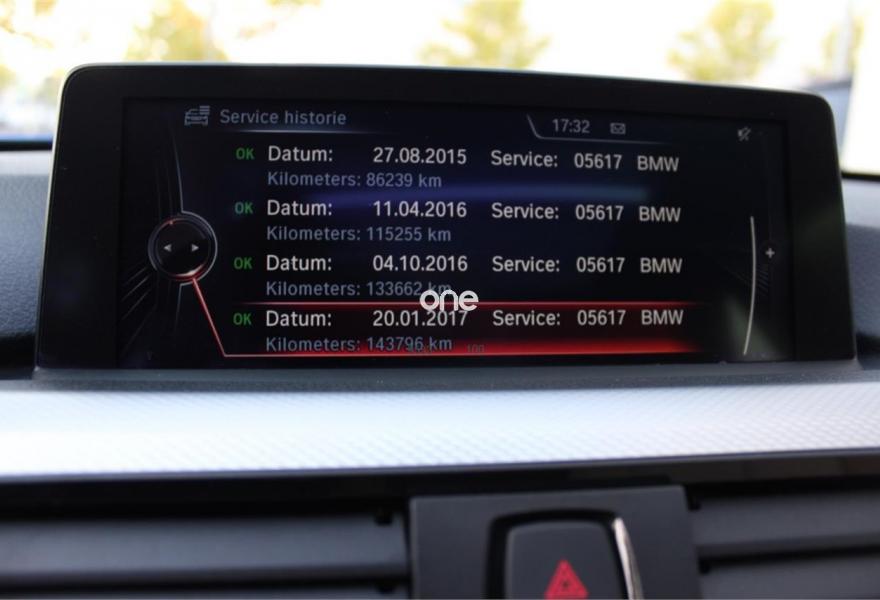 Service historie
17:32
OK Datum: 27.08.2015 Service: 05617 BMW
Kilometers: 86239 km
OK Datum: 11.04.2016 Service: 05617 BMW
Kilometers: 115255 km
OK Datum: 04.10.2016 Service: 05617 BMW
Kilometers: 133662 km
one
OK Datum: 20.01.2017 Service: 05617 BMW
Kilometers: 143796 km
100